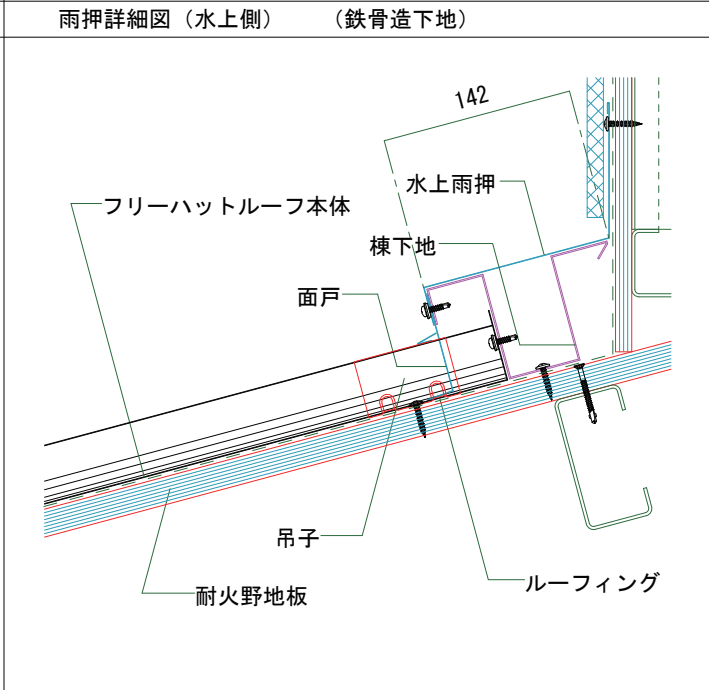 雨押詳細図（水上側）　（鉄骨造下地）
142
水上雨押
フリーハットルーフ本体
棟下地
面戸
吊子
ルーフィング
耐火野地板